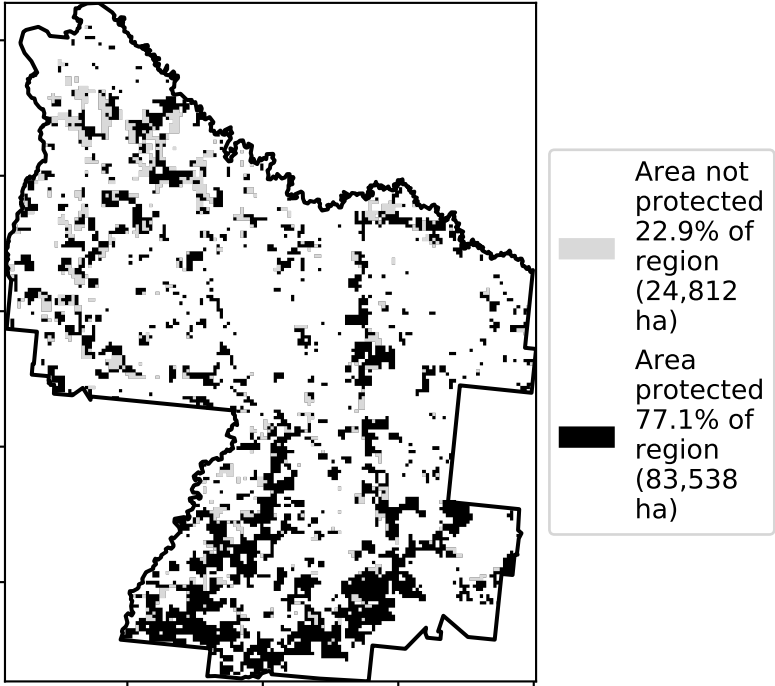 Area not
protected
22.9% of
region
(24,812
ha)
Area
protected
77.1% of
region
(83,538
ha)